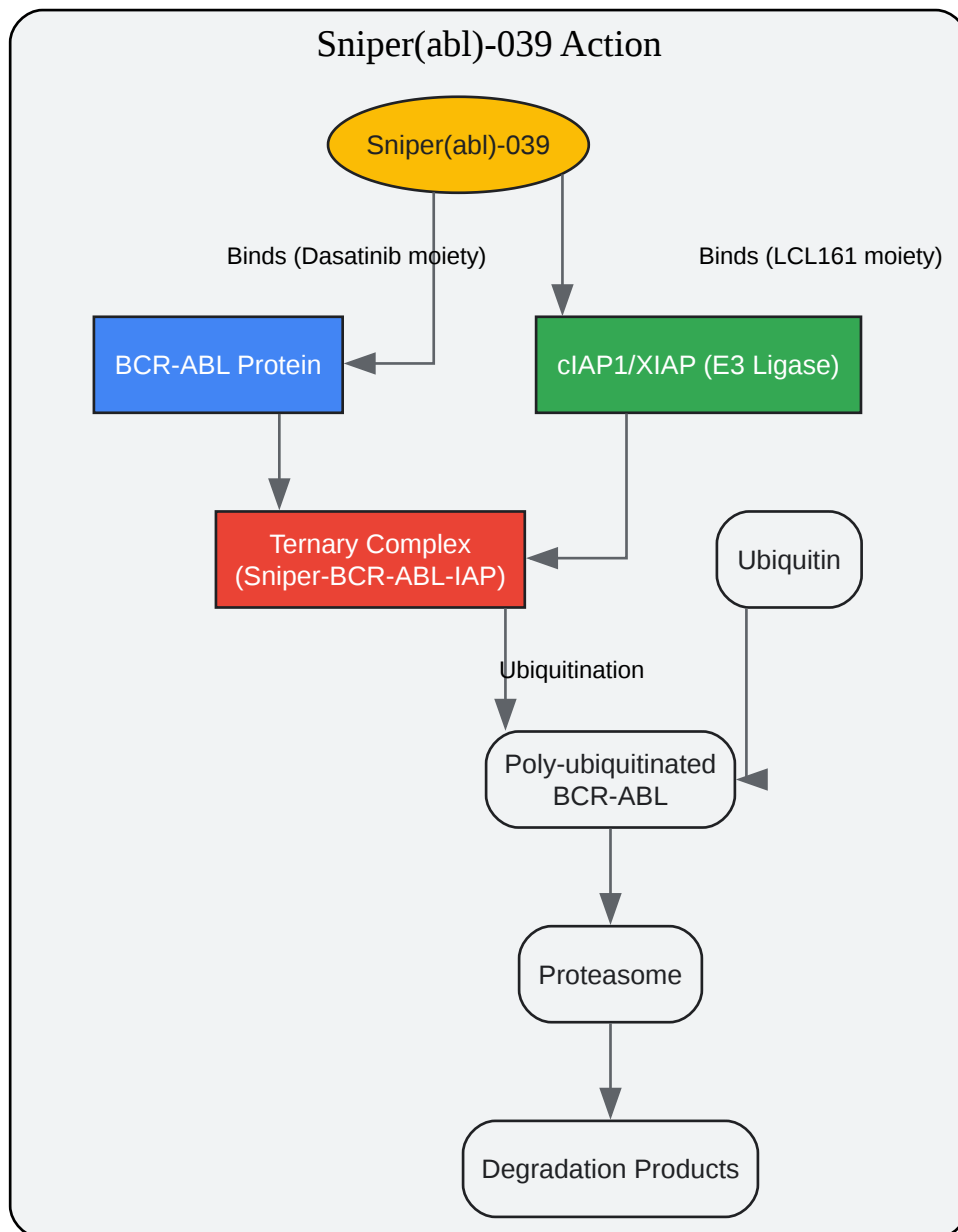 Sniper(abl)-039 Action
Sniper(abl)-039
Binds (Dasatinib moiety)
Binds (LCL161 moiety)
BCR-ABL Protein
cIAP1/XIAP (E3 Ligase)
Ternary Complex
(Sniper-BCR-ABL-IAP)
Ubiquitin
Ubiquitination
Poly-ubiquitinated
BCR-ABL
Proteasome
Degradation Products